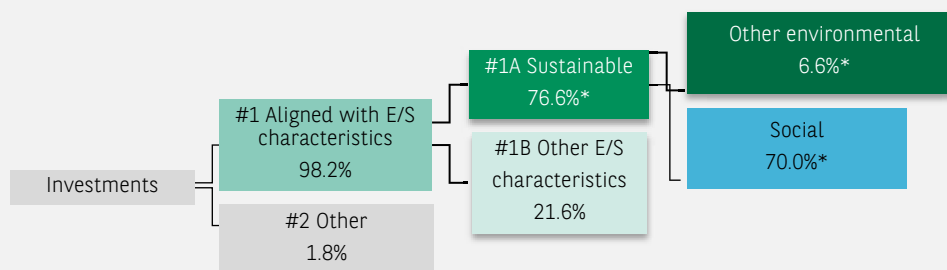 Investments
#1 Aligned with E/S
characteristics
98.2%
#2 Other
1.8%
#1A Sustainable
76.6%*
#1B Other E/S
characteristics
21.6%
Other environmental
6.6%*
Social
70.0%*